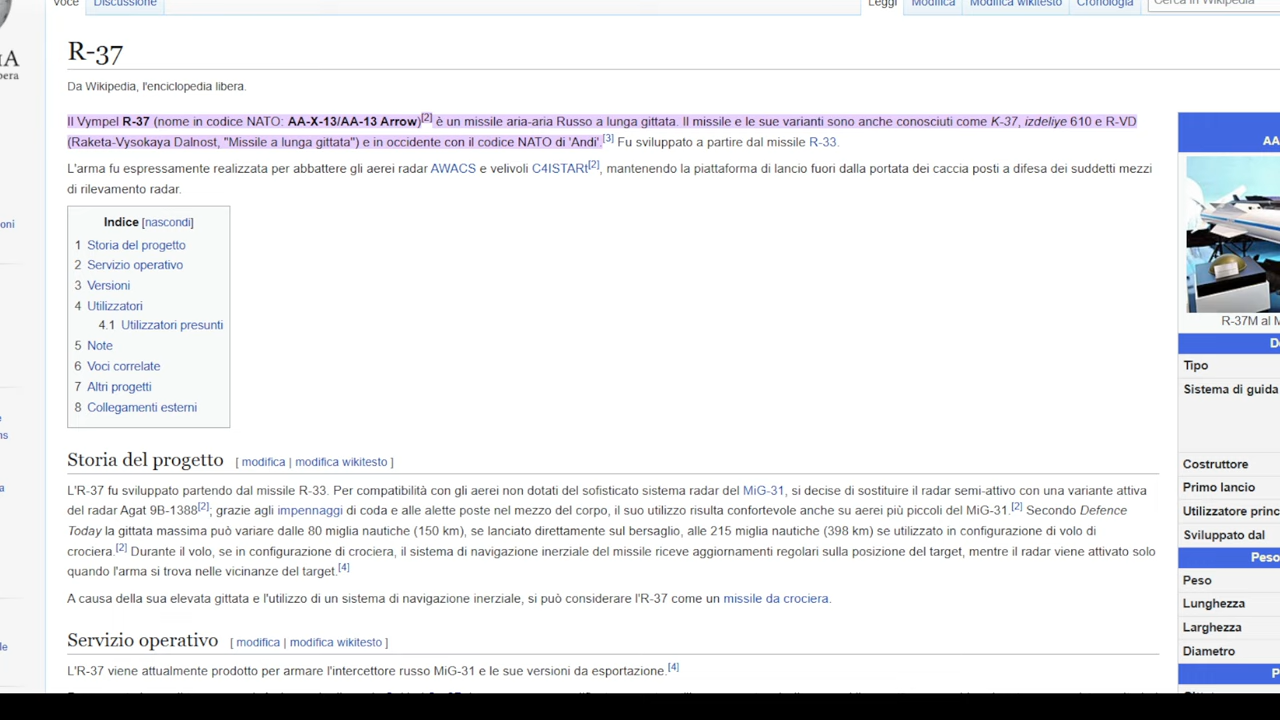 Voce Discussione Leggi Modifica Modifica wikitesto Cronologia Cerca in Wikipedia
R-37
Da Wikipedia, l'enciclopedia libera.
Il Vympel R-37 (nome in codice NATO: AA-X-13/AA-13 Arrow)[2] è un missile aria-aria Russo a lunga gittata. Il missile e le sue varianti sono anche conosciuti come K-37, izdeliye 610 e R-VD
(Raketa-Vysokaya Dalnost, "Missile a lunga gittata") e in occidente con il codice NATO di 'Andi'.[3] Fu sviluppato a partire dal missile R-33.
L'arma fu espressamente realizzata per abbattere gli aerei radar AWACS e velivoli C4ISTARt[2], mantenendo la piattaforma di lancio fuori dalla portata dei caccia posti a difesa dei suddetti mezzi
di rilevamento radar.
Indice [nascondi]
1 Storia del progetto
2 Servizio operativo
3 Versioni
4 Utilizzatori
4.1 Utilizzatori presunti
5 Note
6 Voci correlate
7 Altri progetti
8 Collegamenti esterni
Storia del progetto [ modifica | modifica wikitesto ]
L'R-37 fu sviluppato partendo dal missile R-33. Per compatibilità con gli aerei non dotati del sofisticato sistema radar del MiG-31, si decise di sostituire il radar semi-attivo con una variante attiva
del radar Agat 9B-1388[2]; grazie agli impennaggi di coda e alle alette poste nel mezzo del corpo, il suo utilizzo risulta confortevole anche su aerei più piccoli del MiG-31.[2] Secondo Defence
Today la gittata massima può variare dalle 80 miglia nautiche (150 km), se lanciato direttamente sul bersaglio, alle 215 miglia nautiche (398 km) se utilizzato in configurazione di volo di
crociera.[2] Durante il volo, se in configurazione di crociera, il sistema di navigazione inerziale del missile riceve aggiornamenti regolari sulla posizione del target, mentre il radar viene attivato solo
quando l'arma si trova nelle vicinanze del target.[4]
A causa della sua elevata gittata e l'utilizzo di un sistema di navigazione inerziale, si può considerare l'R-37 come un missile da crociera.
Servizio operativo [ modifica | modifica wikitesto ]
L'R-37 viene attualmente prodotto per armare l'intercettore russo MiG-31 e le sue versioni da esportazione.[4]
AA
R-37M al M
Tipo
Sistema di guida
Costruttore
Primo lancio
Utilizzatore princ
Sviluppato dal
Peso
Peso
Lunghezza
Larghezza
Diametro